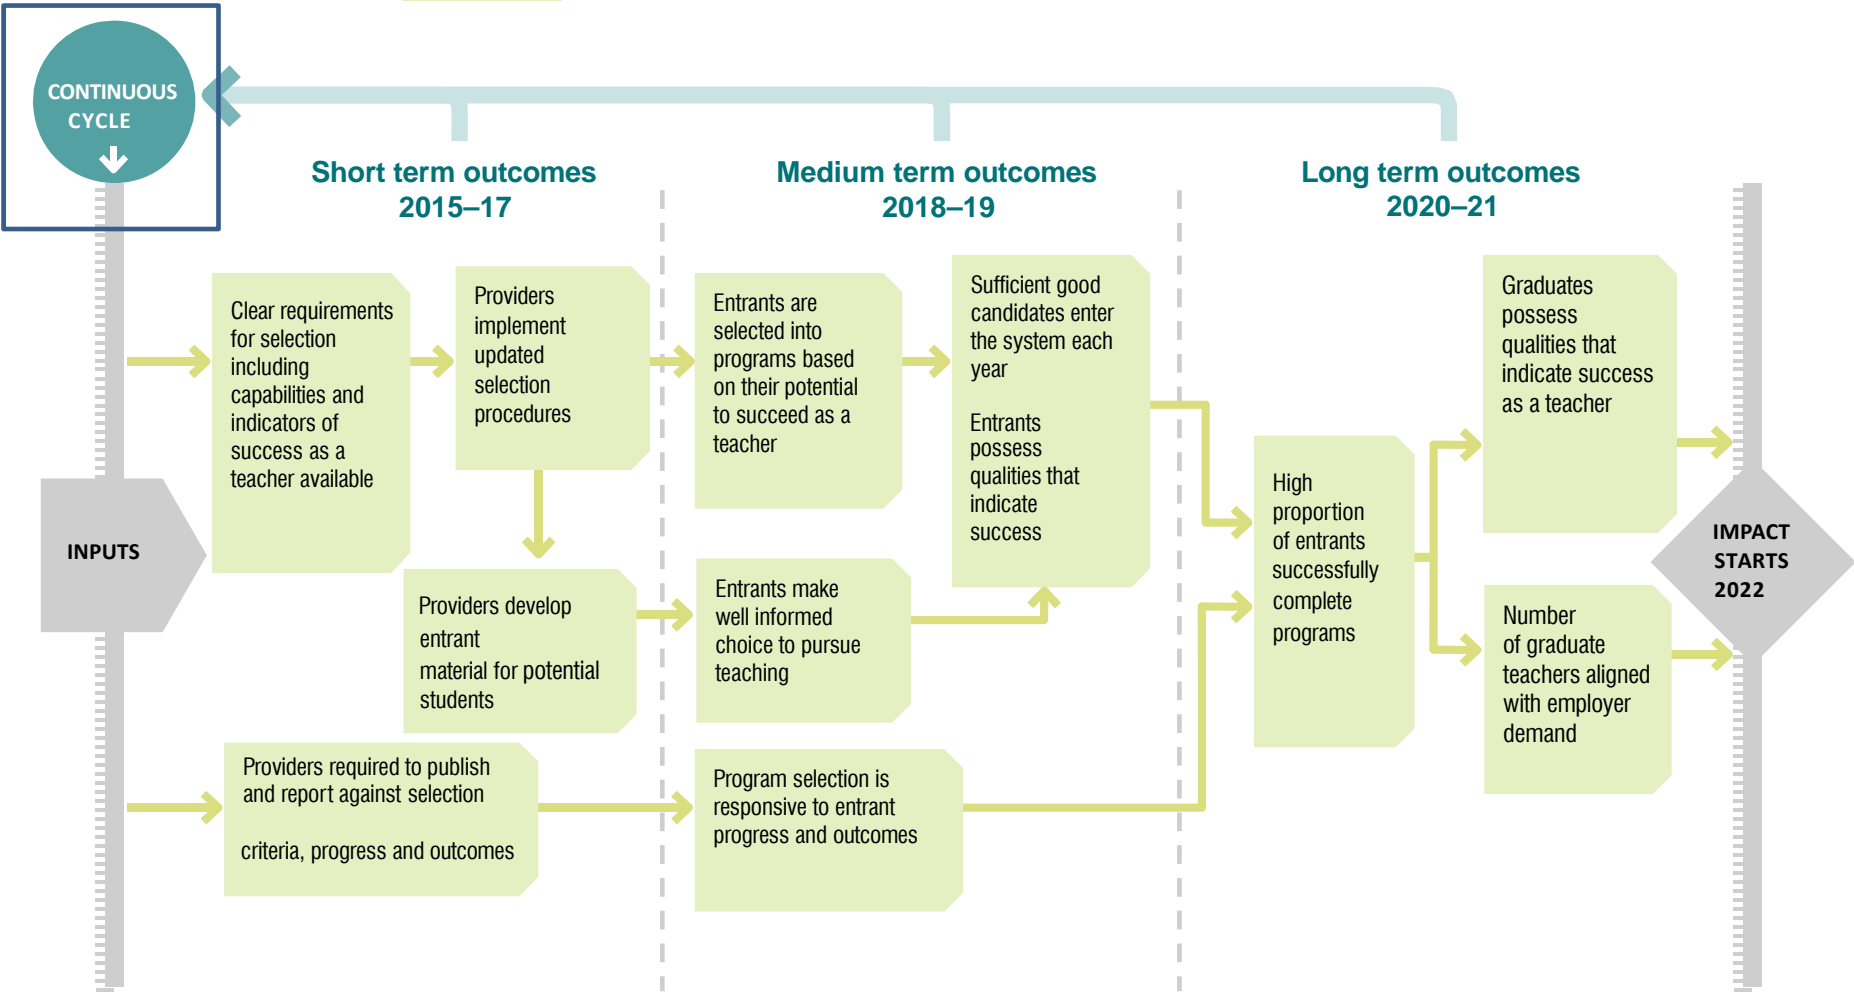 CONTINUOUS
CYCLE
Short term outcomes
2015–17
Medium term outcomes
2018–19
Long term outcomes
2020–21
INPUTS
Clear requirements
for selection
including
capabilities and
indicators of
success as a
teacher available
Providers
implement
updated
selection
procedures
Providers develop
entrant
material for potential
students
Providers required to publish
and report against selection
criteria, progress and outcomes
Entrants are
selected into
programs based
on their potential
to succeed as a
teacher
Sufficient good
candidates enter
the system each
year
Entrants
possess
qualities that
indicate
success
Entrants make
well informed
choice to pursue
teaching
Program selection is
responsive to entrant
progress and outcomes
High
proportion
of entrants
successfully
complete
programs
Graduates
possess
qualities that
indicate success
as a teacher
Number
of graduate
teachers aligned
with employer
demand
IMPACT
STARTS
2022